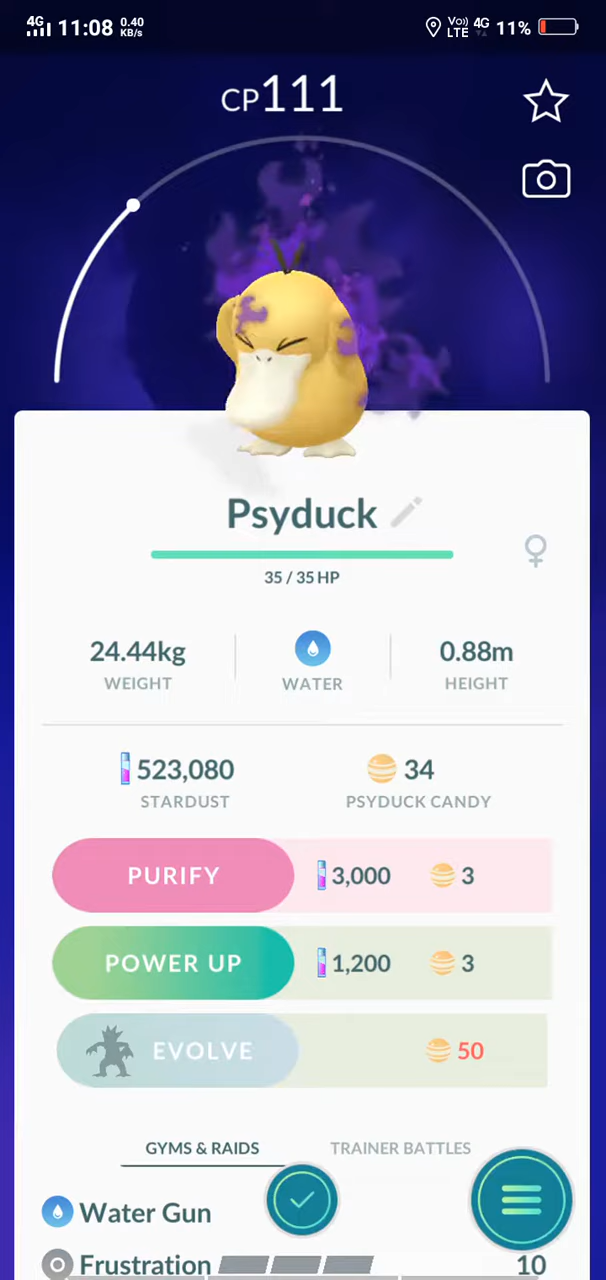 4G 11:08 0.40 KB/s Vo) LTE 4G 11%
CP111
Psyduck
35 / 35 HP
24.44kg 0.88m
WEIGHT WATER HEIGHT
523,080 34
STARDUST PSYDUCK CANDY
PURIFY 3,000 3
POWER UP 1,200 3
EVOLVE 50
GYMS & RAIDS TRAINER BATTLES
Water Gun
Frustration 10